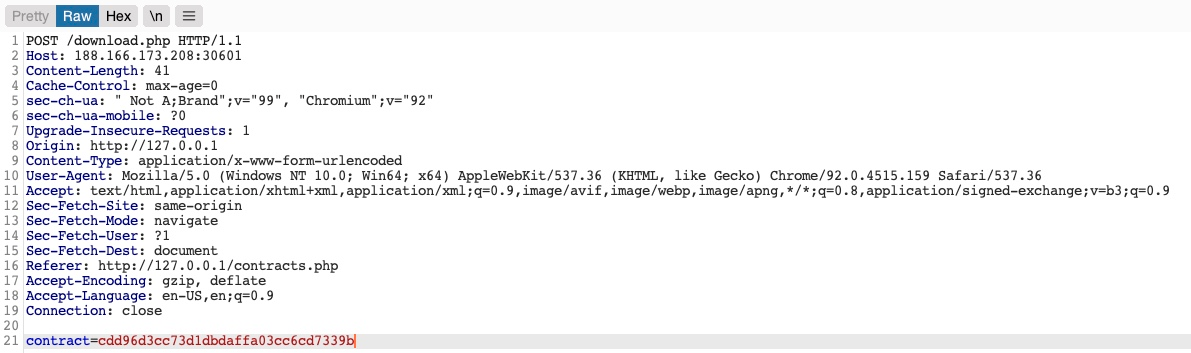 Pretty Raw Hex \n
1 POST /download.php HTTP/1.1
2 Host: 188.166.173.208:30601
3 Content-Length: 41
4 Cache-Control: max-age=0
5 sec-ch-ua: " Not A;Brand";v="99", "Chromium";v="92"
6 sec-ch-ua-mobile: ?0
7 Upgrade-Insecure-Requests: 1
8 Origin: http://127.0.0.1
9 Content-Type: application/x-www-form-urlencoded
10 User-Agent: Mozilla/5.0 (Windows NT 10.0; Win64; x64) AppleWebKit/537.36 (KHTML, like Gecko) Chrome/92.0.4515.159 Safari/537.36
11 Accept: text/html,application/xhtml+xml,application/xml;q=0.9,image/avif,image/webp,image/apng,*/*;q=0.8,application/signed-exchange;v=b3;q=0.9
12 Sec-Fetch-Site: same-origin
13 Sec-Fetch-Mode: navigate
14 Sec-Fetch-User: ?1
15 Sec-Fetch-Dest: document
16 Referer: http://127.0.0.1/contracts.php
17 Accept-Encoding: gzip, deflate
18 Accept-Language: en-US,en;q=0.9
19 Connection: close
20
21 contract=cdd96d3cc73d1dbdaffa03cc6cd7339b